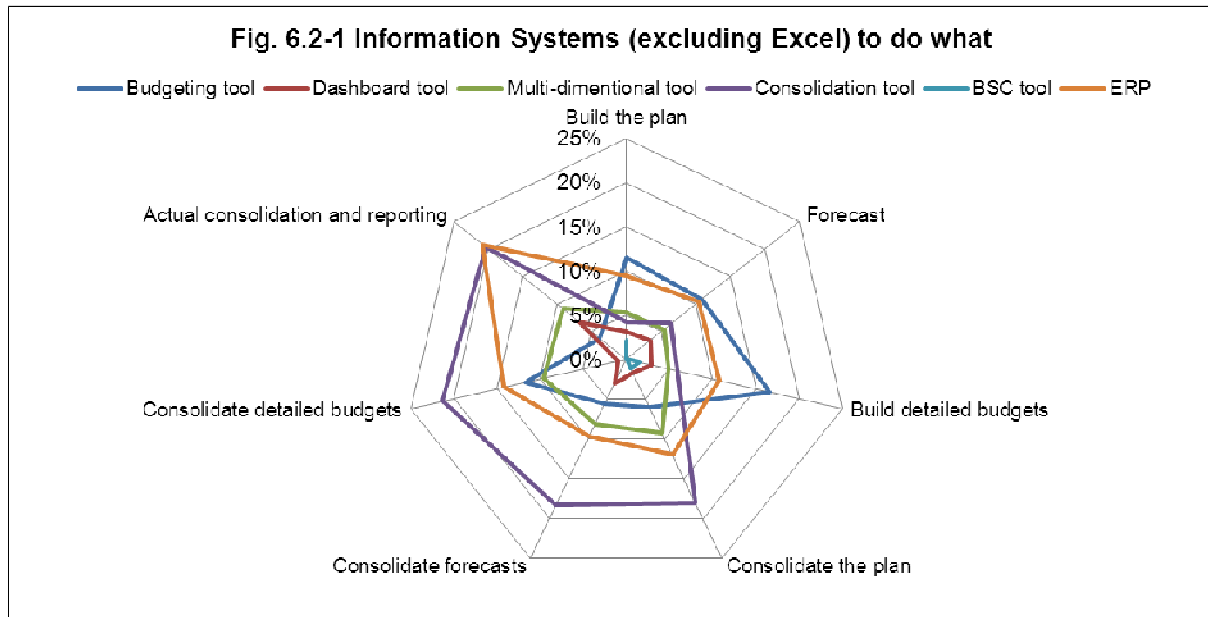 Fig. 6.2-1 Information Systems (excluding Excel) to do what
Budgeting tool Dashboard tool Multi-dimentional tool Consolidation tool BSC tool ERP
Build the plan
25%
20%
15%
10%
5%
0%
Forecast
Build detailed budgets
Consolidate the plan
Consolidate forecasts
Consolidate detailed budgets
Actual consolidation and reporting